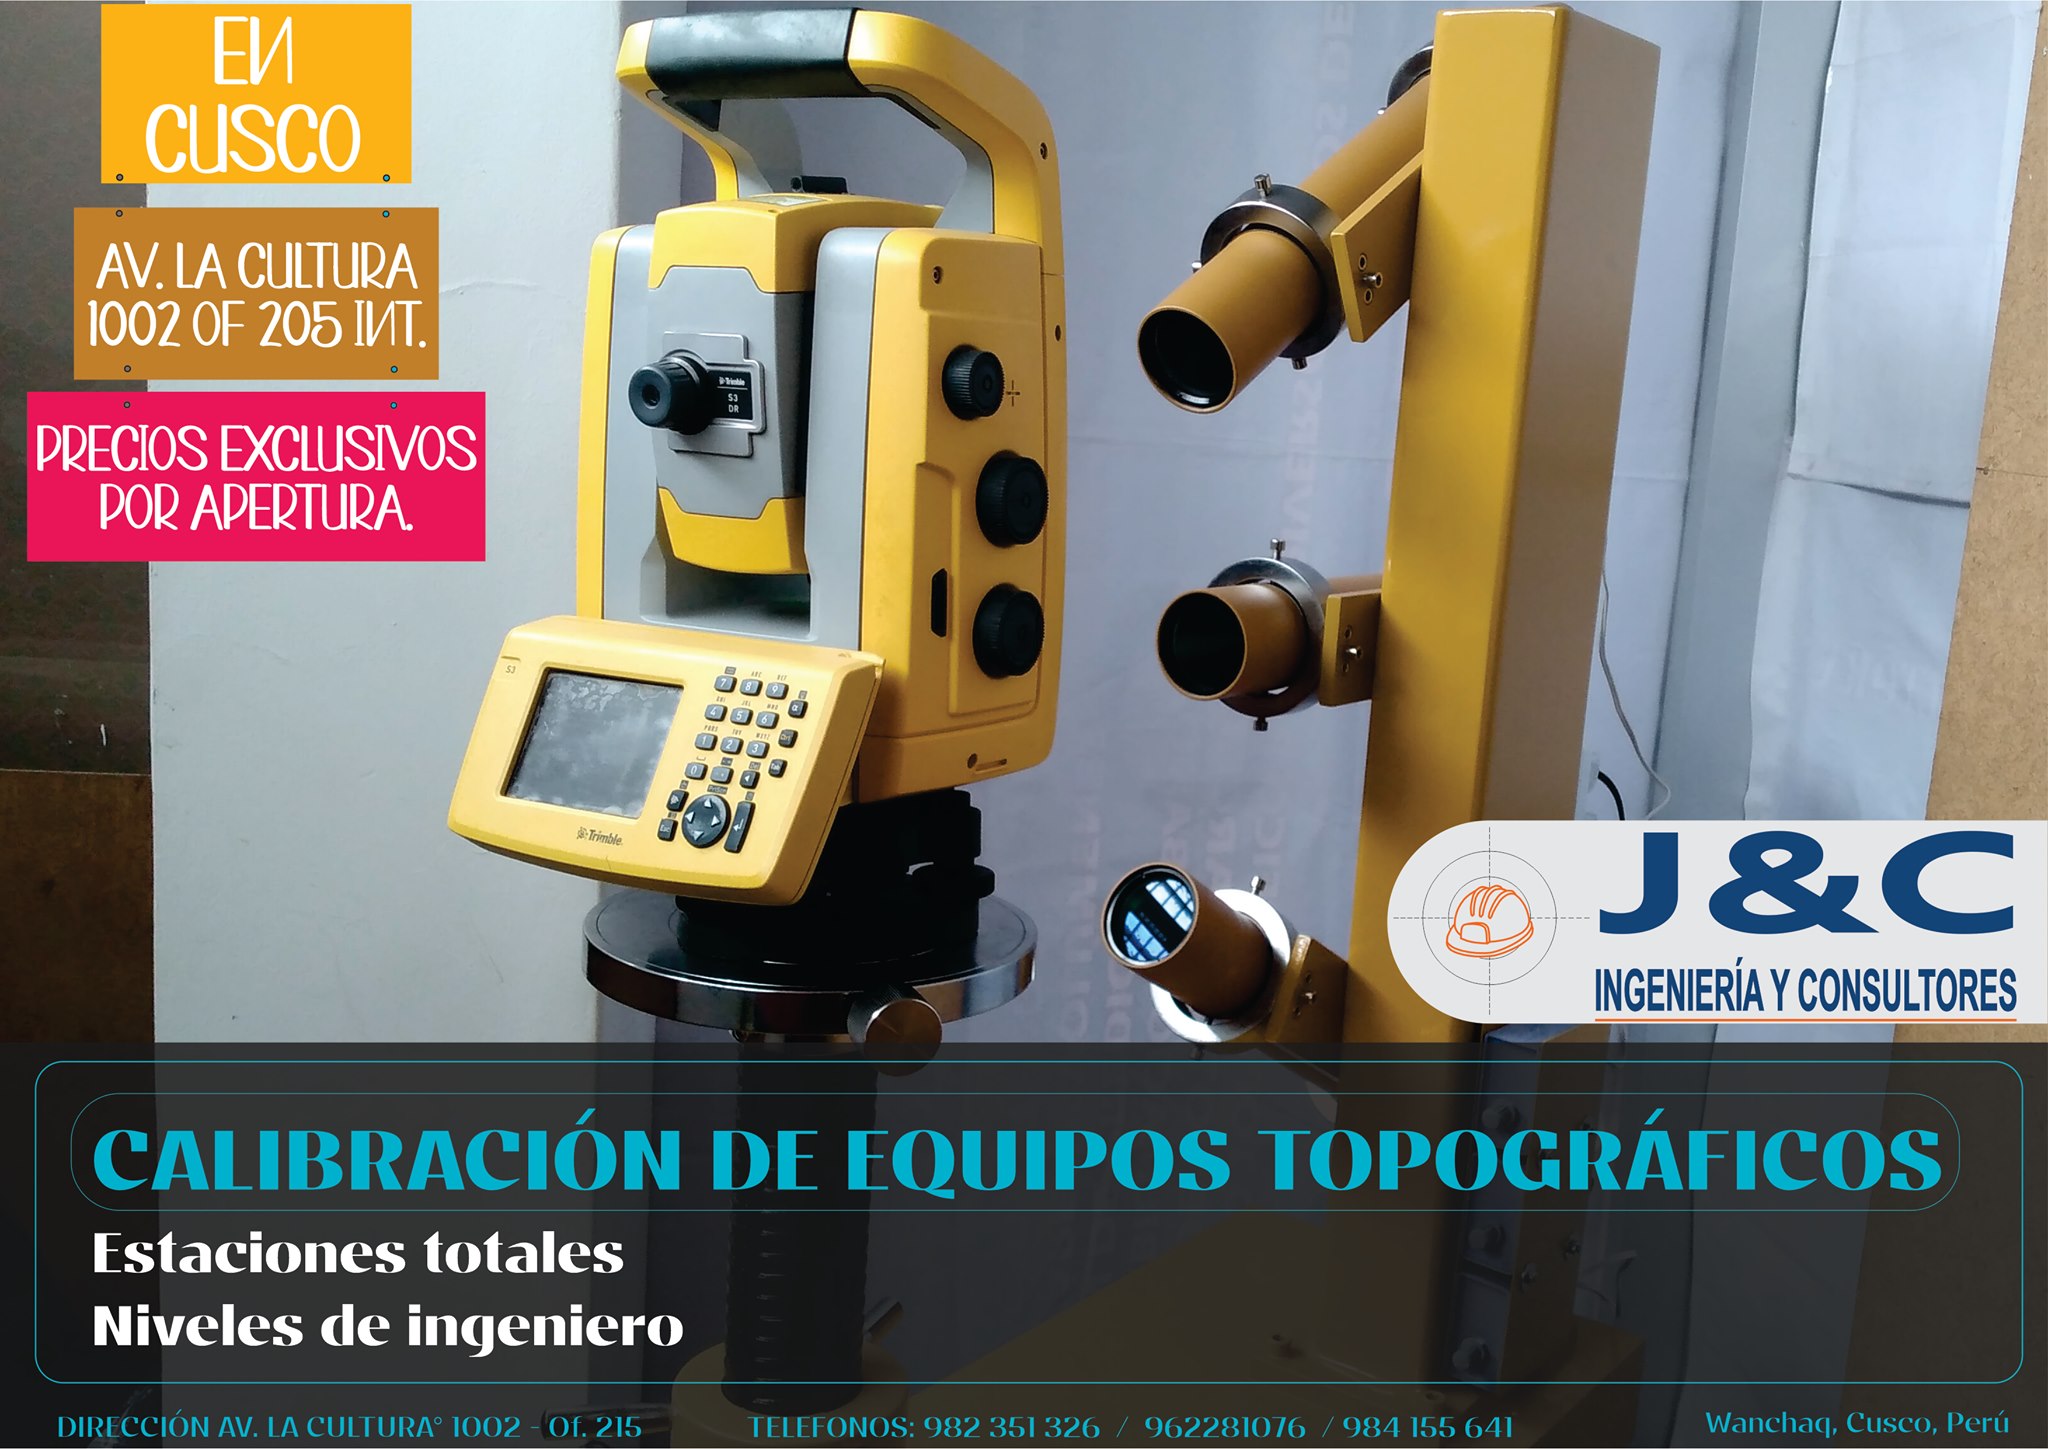 EN
CUSCO
AV. LA CULTURA
1002 OF 205 INT.
PRECIOS EXCLUSIVOS
POR APERTURA.
Trimble
S3
DR
S3
Trimble
J&C
INGENIERÍA Y CONSULTORES
CALIBRACIÓN DE EQUIPOS TOPOGRÁFICOS
Estaciones totales
Niveles de ingeniero
DIRECCIÓN AV. LA CULTURA° 1002 - Of. 215
TELEFONOS: 982 351 326 / 962281076 / 984 155 641
Wanchaq, Cusco, Perú